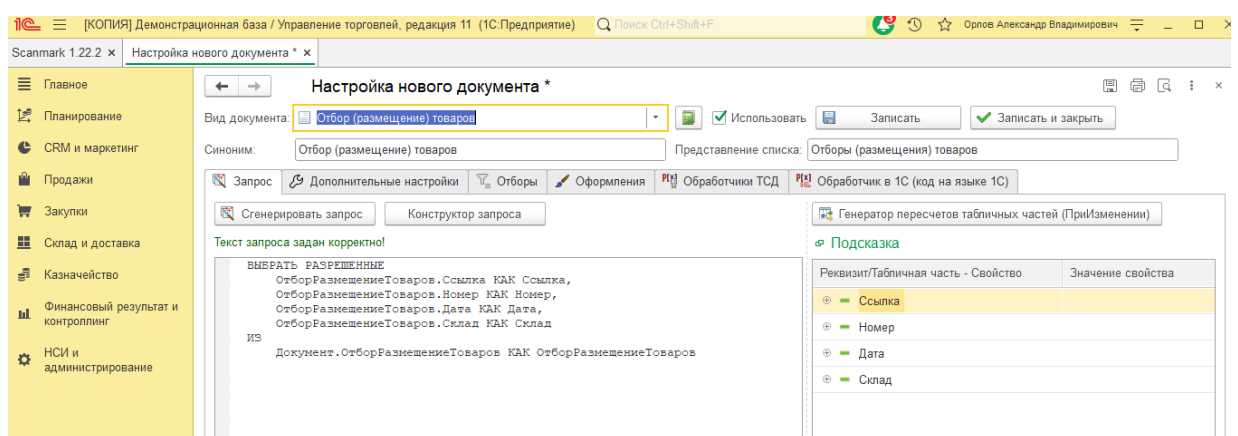 1С [КОПИЯ] Демонстрационная база / Управление торговлей, редакция 11 (1С:Предприятие) Поиск Ctrl+Shift+F 3 Орлов Александр Владимирович
Scanmark 1.22.2 × Настройка нового документа * ×
Главное
Планирование
CRM и маркетинг
Продажи
Закупки
Склад и доставка
Казначейство
Финансовый результат и
контроллинг
НСИ и
администрирование
Настройка нового документа *
Вид документа: Отбор (размещение) товаров Использовать Записать Записать и закрыть
Синоним: Отбор (размещение) товаров Представление списка: Отборы (размещения) товаров
Запрос Дополнительные настройки Отборы Оформления Обработчики ТСД Обработчик в 1С (код на языке 1С)
Сгенерировать запрос Конструктор запроса Генератор пересчетов табличных частей (ПриИзменении)
Текст запроса задан корректно!
ВЫБРАТЬ РАЗРЕШЕННЫЕ
ОтборРазмещениеТоваров.Ссылка КАК Ссылка,
ОтборРазмещениеТоваров.Номер КАК Номер,
ОтборРазмещениеТоваров.Дата КАК Дата,
ОтборРазмещениеТоваров.Склад КАК Склад
ИЗ
Документ.ОтборРазмещениеТоваров КАК ОтборРазмещениеТоваров
Подсказка
Реквизит/Табличная часть - Свойство Значение свойства
Ссылка
Номер
Дата
Склад